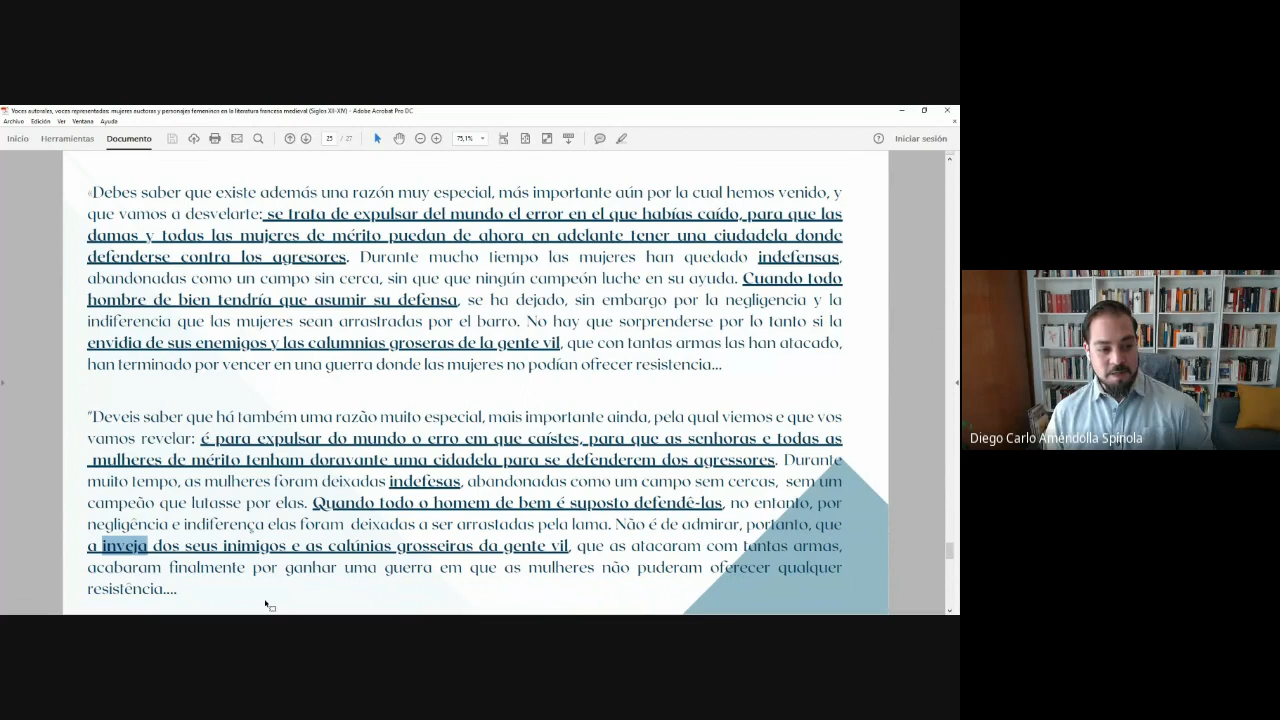 Voces autorales, voces representadas: mujeres auctoras y personajes femeninos en la literatura francesa medieval (Siglos XII-XIV) - Adobe Acrobat Pro DC
Archivo Edición Ver Ventana Ayuda
Inicio Herramientas Documento 25 / 27 75,1% Iniciar sesión
«Debes saber que existe además una razón muy especial, más importante aún por la cual hemos venido, y
que vamos a desvelarte: se trata de expulsar del mundo el error en el que habías caído, para que las
damas y todas las mujeres de mérito puedan de ahora en adelante tener una ciudadela donde
defenderse contra los agresores. Durante mucho tiempo las mujeres han quedado indefensas,
abandonadas como un campo sin cerca, sin que que ningún campeón luche en su ayuda. Cuando todo
hombre de bien tendría que asumir su defensa, se ha dejado, sin embargo por la negligencia y la
indiferencia que las mujeres sean arrastradas por el barro. No hay que sorprenderse por lo tanto si la
envidia de sus enemigos y las calumnias groseras de la gente vil, que con tantas armas las han atacado,
han terminado por vencer en una guerra donde las mujeres no podían ofrecer resistencia...
"Deveis saber que há também uma razão muito especial, mais importante ainda, pela qual viemos e que vos
vamos revelar: é para expulsar do mundo o erro em que caístes, para que as senhoras e todas as
mulheres de mérito tenham doravante uma cidadela para se defenderem dos agressores. Durante
muito tempo, as mulheres foram deixadas indefesas, abandonadas como um campo sem cercas, sem um
campeão que lutasse por elas. Quando todo o homem de bem é suposto defendê-las, no entanto, por
negligência e indiferença elas foram deixadas a ser arrastadas pela lama. Não é de admirar, portanto, que
a inveja dos seus inimigos e as calúnias grosseiras da gente vil, que as atacaram com tantas armas,
acabaram finalmente por ganhar uma guerra em que as mulheres não puderam oferecer qualquer
resistência....
Diego Carlo Amendolla Spinola